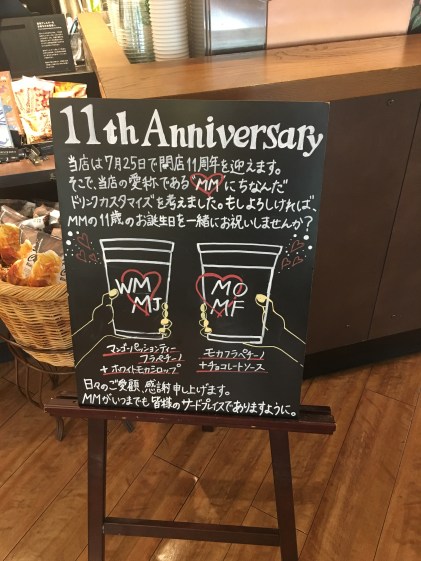 11th Anniversary
当店は7月25日で開店11周年を迎えます。
そこで、当店の愛称である"MM"にちなんだ
ドリンクカスタマイズを考えました。もしよろしければ、
MMの11歳のお誕生日を一緒にお祝いしませんか?
WM
MJ
MO
MF
マンゴーパッションティー
フラペチーノ
+ホワイトモカシロップ
モカフラペチーノ
+チョコレートソース
日々のご愛顧、感謝申し上げます。
MMがいつまでも皆様のサードプレイスでありますように。